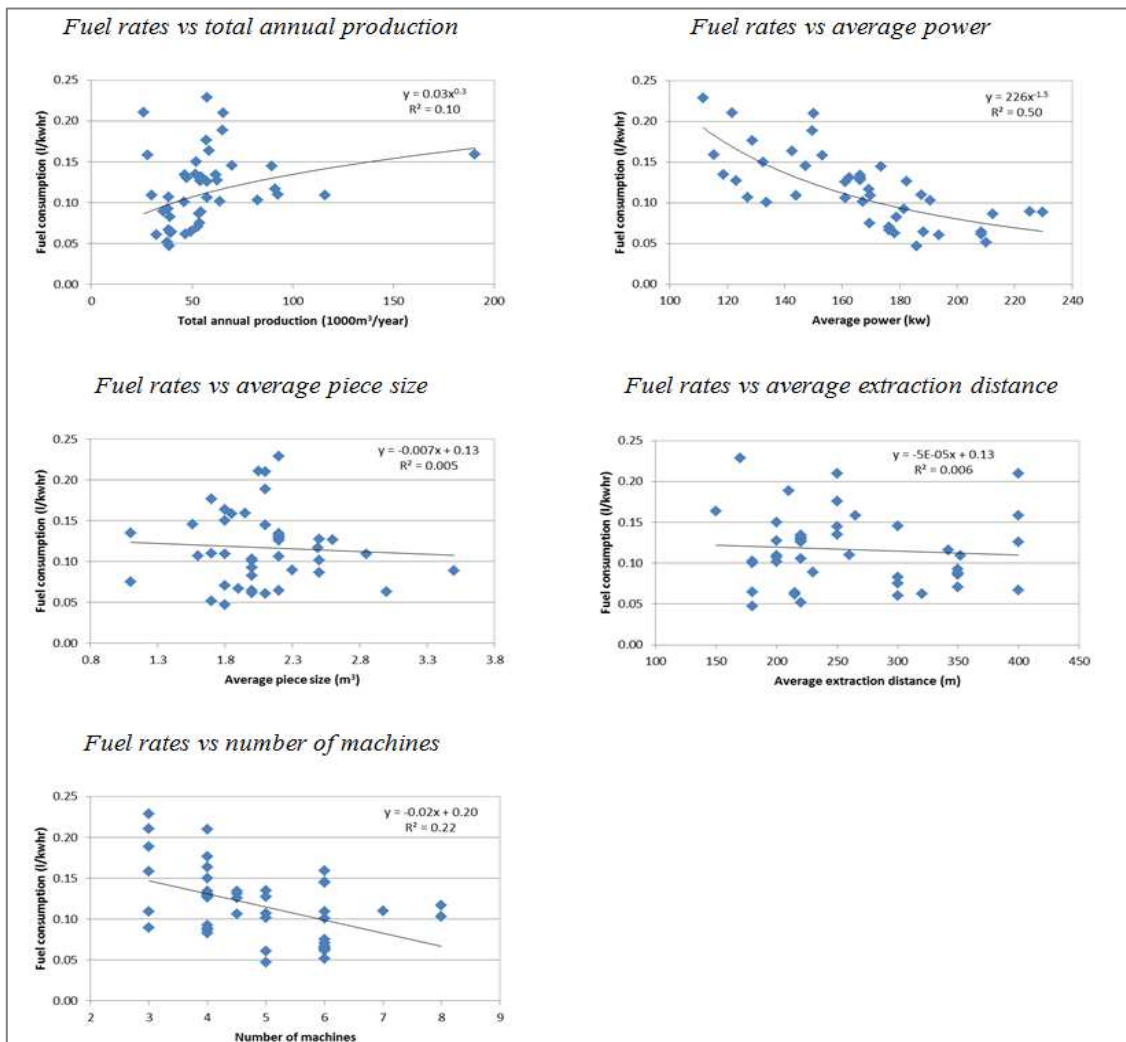 Fuel rates vs total annual production
Fuel consumption (l/kwhr)
0.25
0.20
0.15
0.10
0.05
0.00
y = 0.03x^0.3
R² = 0.10
0 50 100 150 200
Total annual production (1000m³/year)
Fuel rates vs average power
Fuel consumption (l/kwhr)
0.25
0.20
0.15
0.10
0.05
0.00
y = 226x^-1.5
R² = 0.50
100 120 140 160 180 200 220 240
Average power (kw)
Fuel rates vs average piece size
Fuel consumption (l/kwhr)
0.25
0.20
0.15
0.10
0.05
0.00
y = -0.007x + 0.13
R² = 0.005
0.8 1.3 1.8 2.3 2.8 3.3 3.8
Average piece size (m³)
Fuel rates vs average extraction distance
Fuel consumption (l/kwhr)
0.25
0.20
0.15
0.10
0.05
0.00
y = -5E-05x + 0.13
R² = 0.006
100 150 200 250 300 350 400 450
Average extraction distance (m)
Fuel rates vs number of machines
Fuel consumption (l/kwhr)
0.25
0.20
0.15
0.10
0.05
0.00
y = -0.02x + 0.20
R² = 0.22
2 3 4 5 6 7 8 9
Number of machines